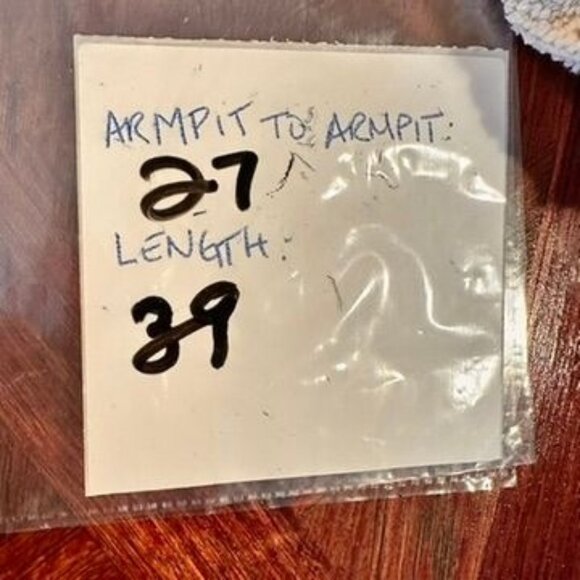 ARMPIT TO ARMPIT:
27
LENGTH:
39